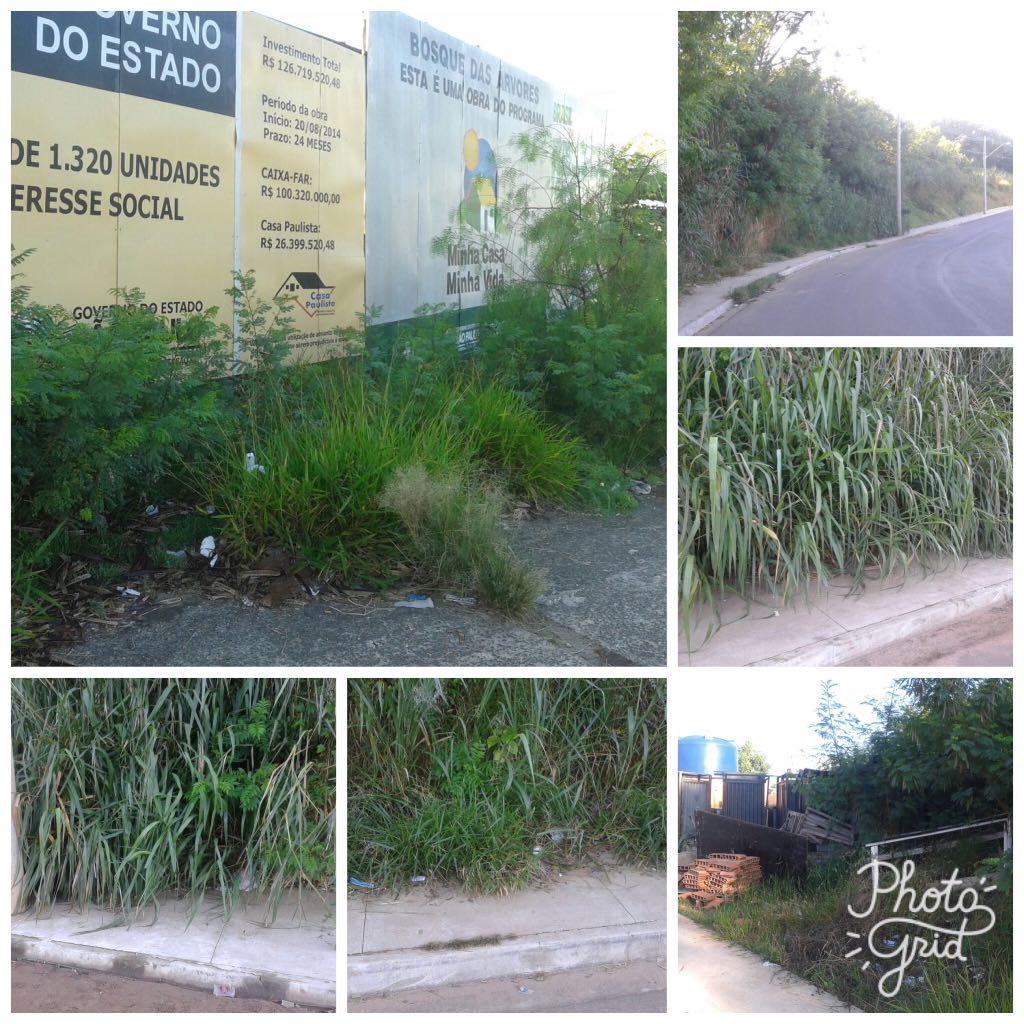 OVERNO
DO ESTADO
DE 1.320 UNIDADES
ERESSE SOCIAL
GOVERNO DO ESTADO
Investimento Total
R$ 126.719.520,48
Período da obra
Início: 20/08/2014
Prazo: 24 MESES
CAIXA-FAR:
R$ 100.320.000,00
Casa Paulista:
R$ 26.399.520,48
Casa
Paulista
BOSQUE DAS ÁRVORES
ESTA É UMA OBRA DO PROGRAMA
Minha Casa
Minha Vida
Photo
Grid